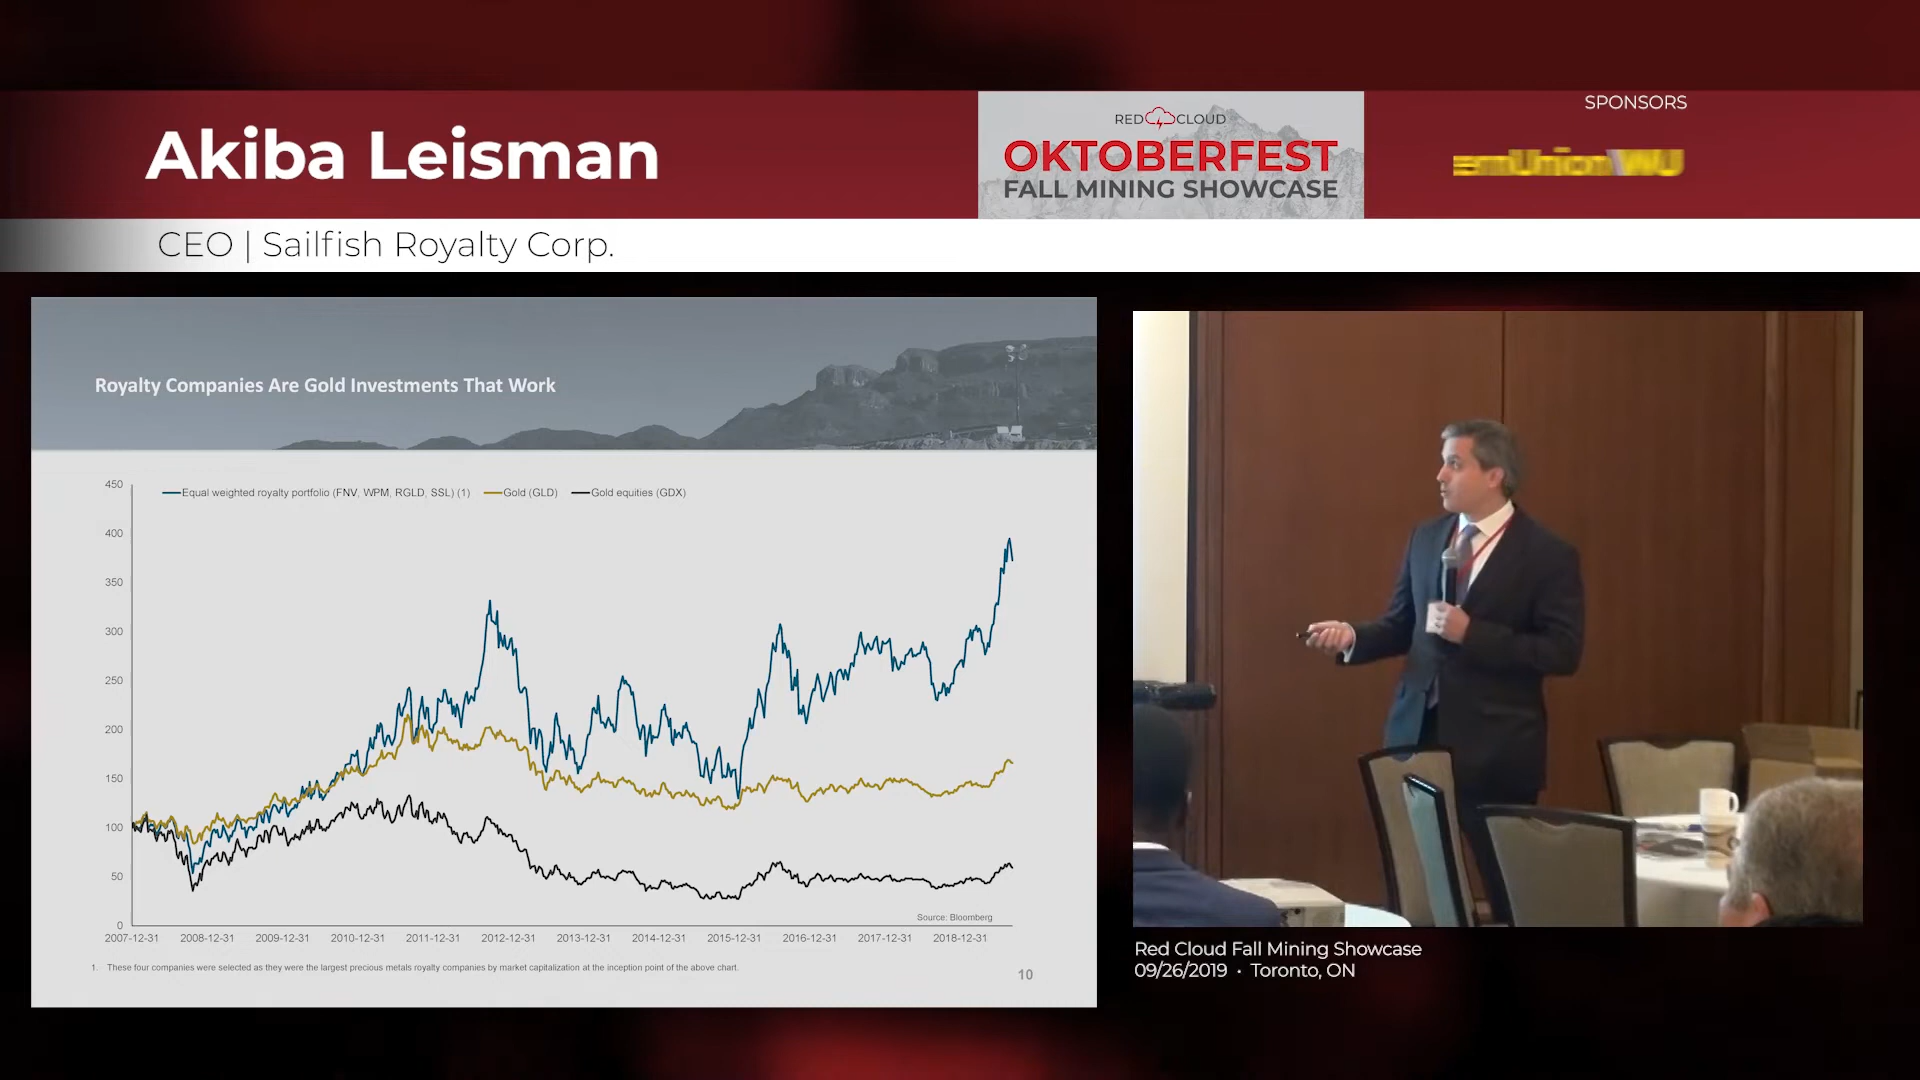 Akiba Leisman
CEO | Sailfish Royalty Corp.
RED CLOUD
OKTOBERFEST
FALL MINING SHOWCASE
SPONSORS
Union WU
Royalty Companies Are Gold Investments That Work
Equal weighted royalty portfolio (FNV, WPM, RGLD, SSL) (1) Gold (GLD) Gold equities (GDX)
450
400
350
300
250
200
150
100
50
0
Source: Bloomberg
2007-12-31 2008-12-31 2009-12-31 2010-12-31 2011-12-31 2012-12-31 2013-12-31 2014-12-31 2015-12-31 2016-12-31 2017-12-31 2018-12-31
1. These four companies were selected as they were the largest precious metals royalty companies by market capitalization at the inception point of the above chart.
10
Red Cloud Fall Mining Showcase
09/26/2019 • Toronto, ON